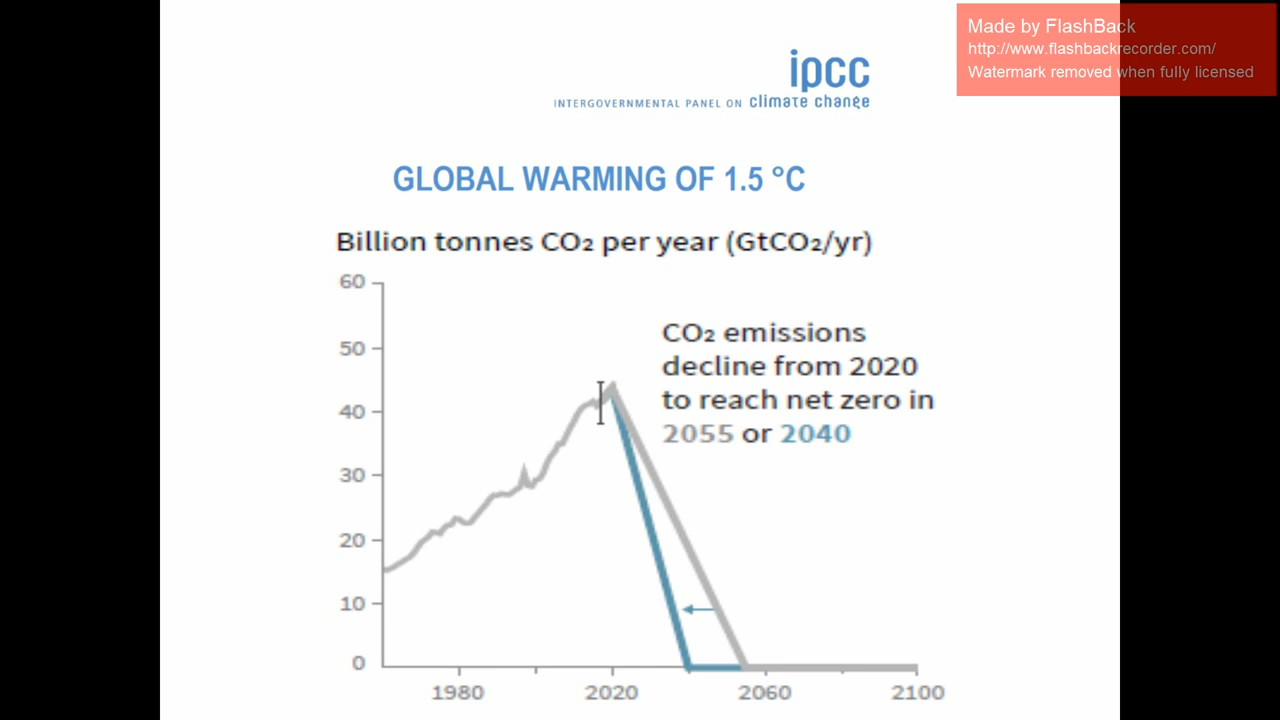 Made by FlashBack
http://www.flashbackrecorder.com/
Watermark removed when fully licensed
ipcc
INTERGOVERNMENTAL PANEL ON climate change
GLOBAL WARMING OF 1.5 °C
Billion tonnes CO₂ per year (GtCO₂/yr)
60
50
40
30
20
10
0
CO₂ emissions
decline from 2020
to reach net zero in
2055 or 2040
1980 2020 2060 2100